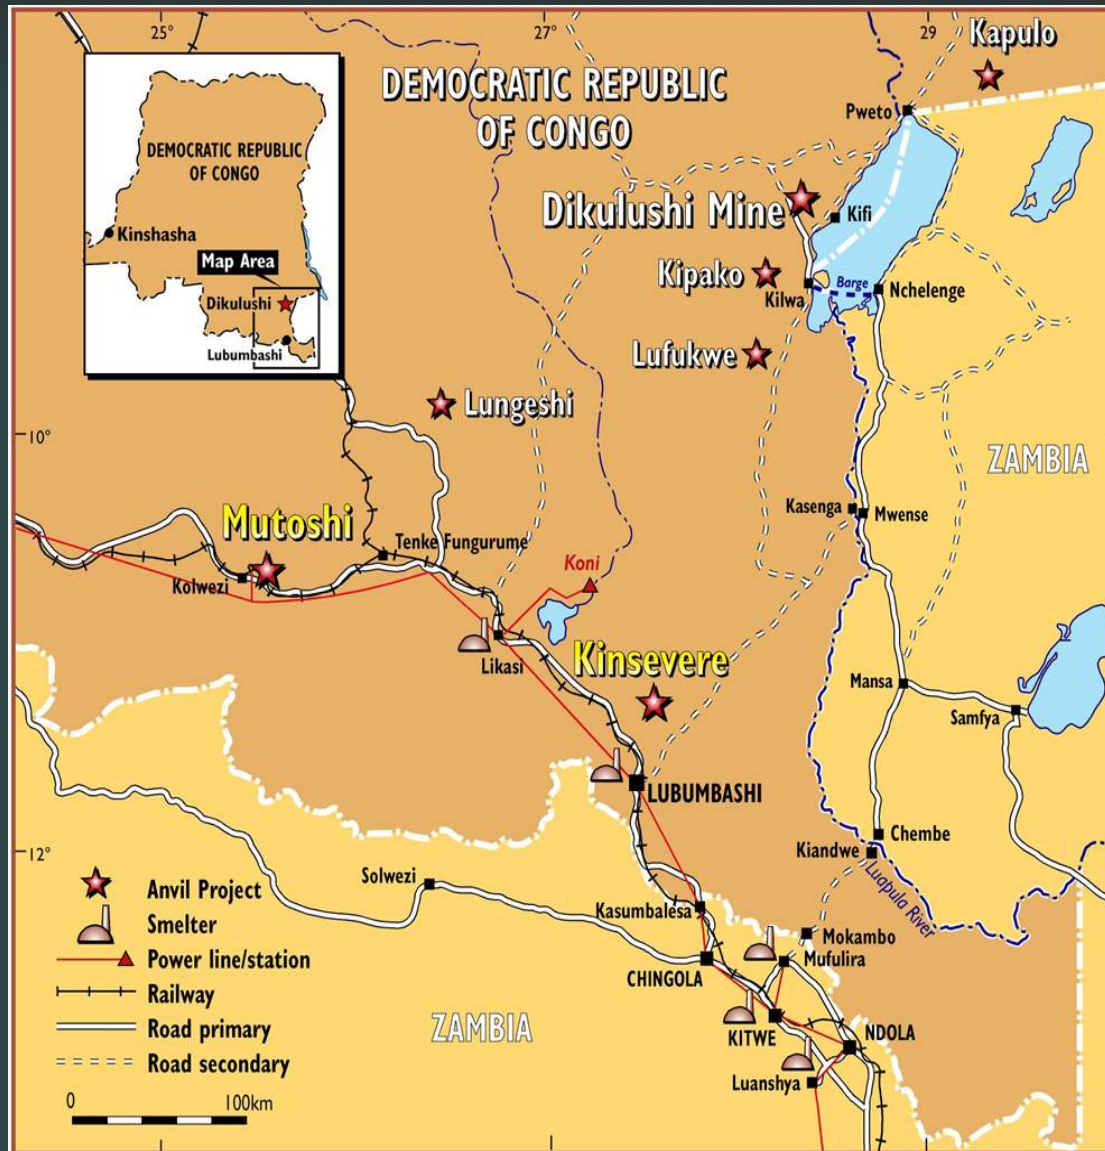 25°
27°
29
Kapulo
DEMOCRATIC REPUBLIC
OF CONGO
Pweto
DEMOCRATIC REPUBLIC
OF CONGO
Kinshasha
Map Area
Dikulushi
Lubumbashi
Dikulushi Mine
Kifi
Kipako
Kilwa
Barge
Nchelenge
Lufukwe
Lungeshi
10°
ZAMBIA
Kasenga
Mwense
Mutoshi
Tenke Fungurume
Koni
Kolwezi
Likasi
Kinsevere
Mansa
Samfya
LUBUMBASHI
Chembe
Kiandwe
12°
Luapula River
Solwezi
Kasumbalesa
Mokambo
Mufulira
CHINGOLA
KITWE
NDOLA
Luanshya
ZAMBIA
Anvil Project
Smelter
Power line/station
Railway
Road primary
Road secondary
0 100km